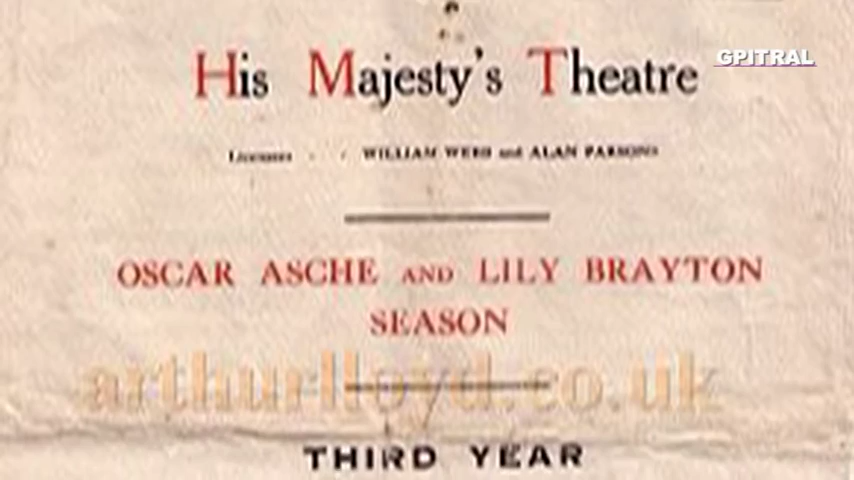 His Majesty's Theatre
GPITRAL
Licensees . . WILLIAM WEBB and ALAN PARSONS
OSCAR ASCHE AND LILY BRAYTON
SEASON
arthurlloyd.co.uk
THIRD YEAR